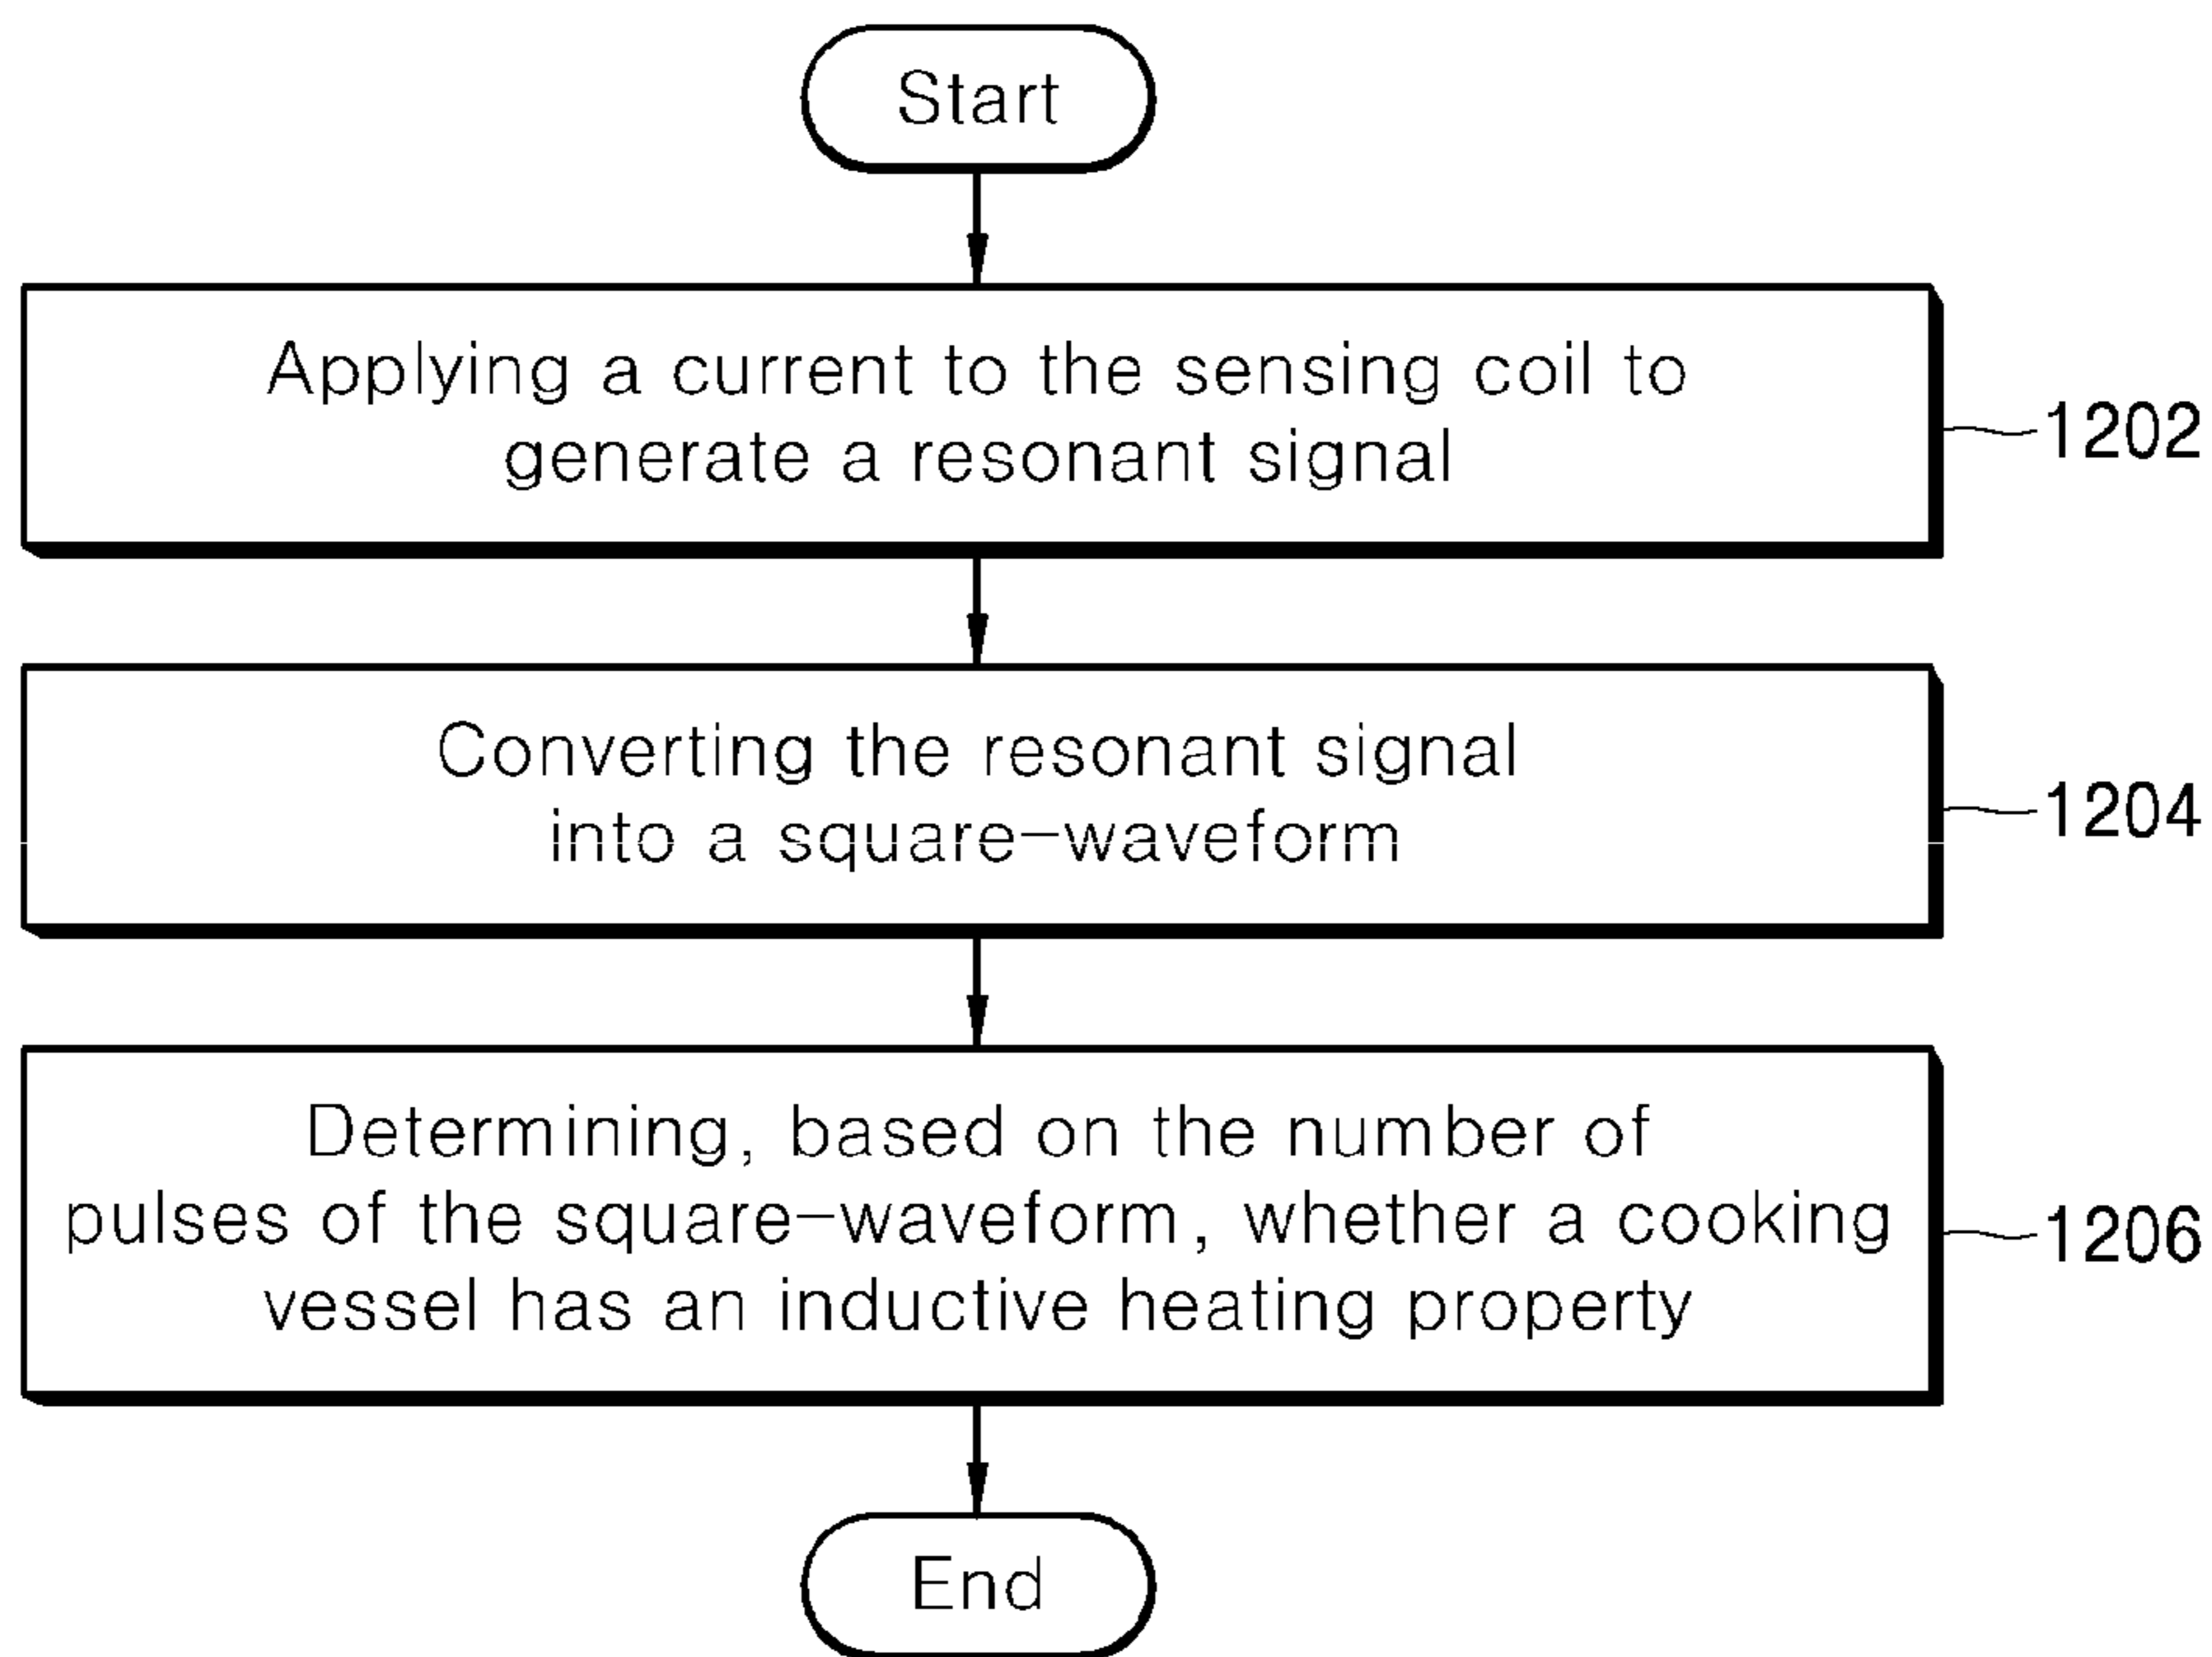 Start
Applying a current to the sensing coil to
generate a resonant signal
1202
Converting the resonant signal
into a square-waveform
1204
Determining, based on the number of
pulses of the square-waveform, whether a cooking
vessel has an inductive heating property
1206
End